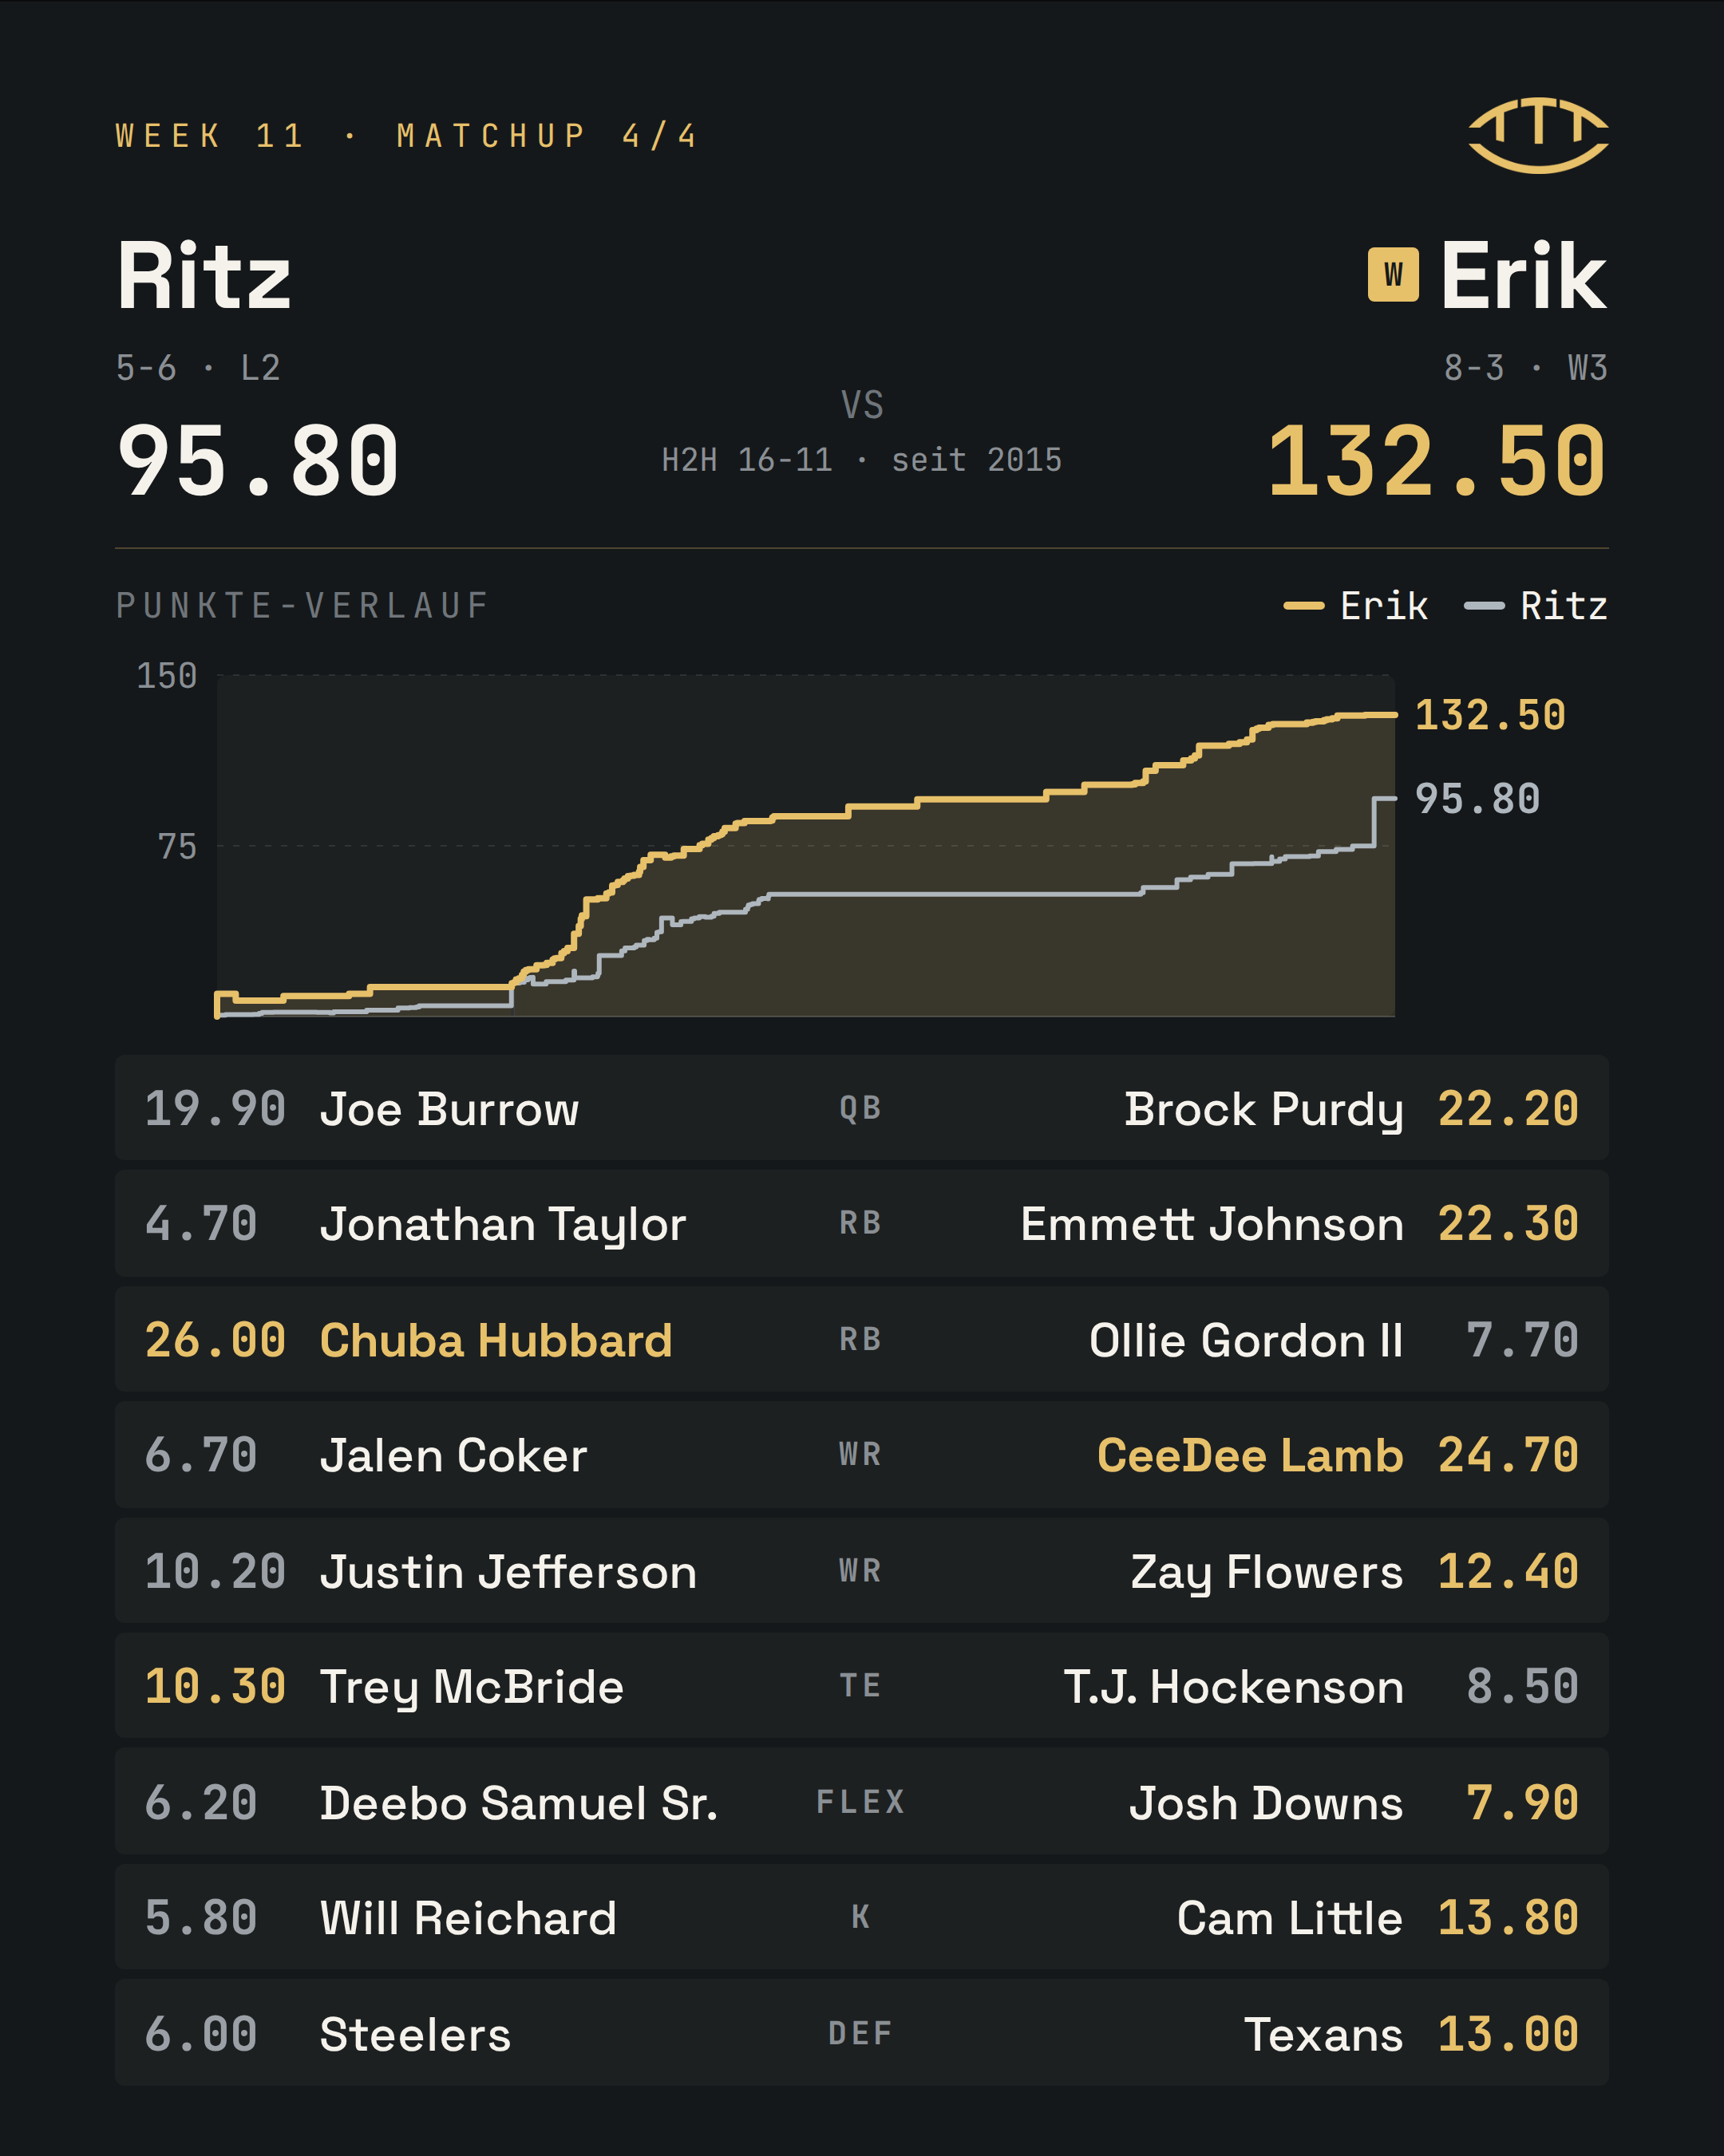 WEEK 11 · MATCHUP 4/4
Ritz
W Erik
5-6 · L2
8-3 · W3
VS
95.80
H2H 16-11 · seit 2015
132.50
PUNKTE-VERLAUF
Erik Ritz
150
132.50
95.80
75
19.90 Joe Burrow QB Brock Purdy 22.20
4.70 Jonathan Taylor RB Emmett Johnson 22.30
26.00 Chuba Hubbard RB Ollie Gordon II 7.70
6.70 Jalen Coker WR CeeDee Lamb 24.70
10.20 Justin Jefferson WR Zay Flowers 12.40
10.30 Trey McBride TE T.J. Hockenson 8.50
6.20 Deebo Samuel Sr. FLEX Josh Downs 7.90
5.80 Will Reichard K Cam Little 13.80
6.00 Steelers DEF Texans 13.00